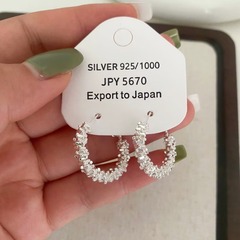 SILVER 925/1000
JPY 5670
Export to Japan